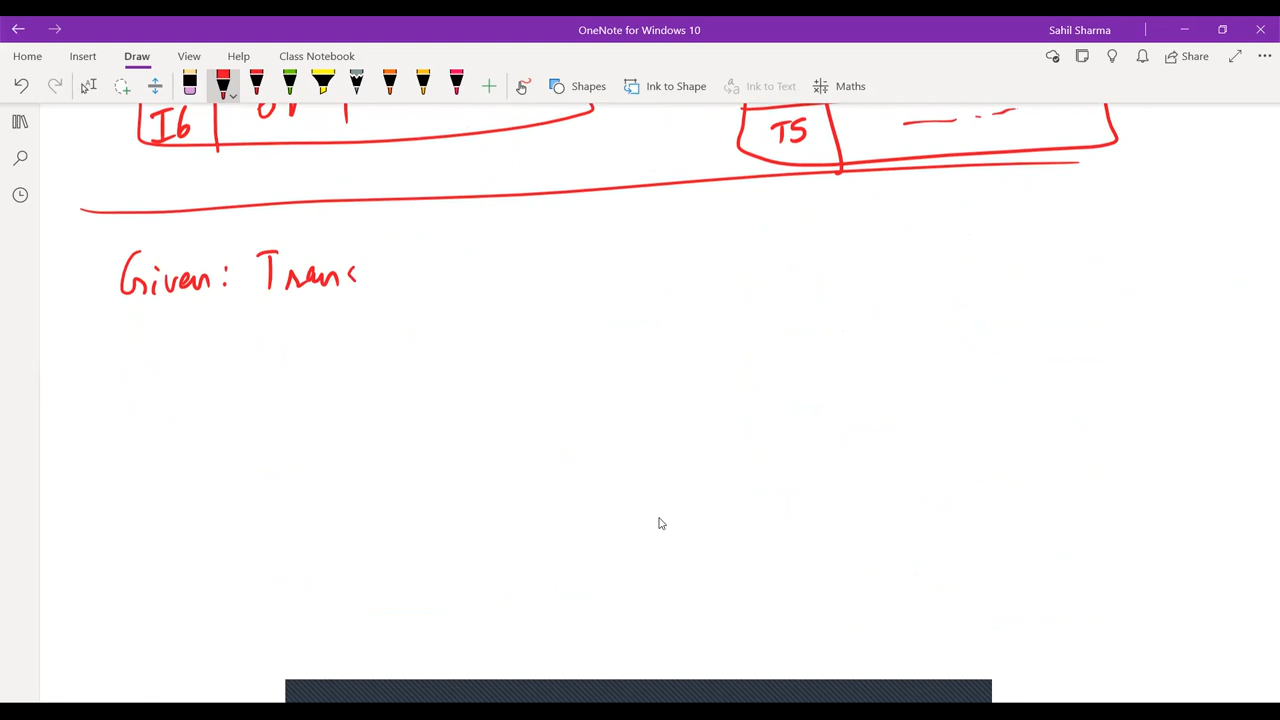 OneNote for Windows 10
Sahil Sharma
Home Insert Draw View Help Class Notebook
Share
Shapes Ink to Shape Ink to Text Maths
I6
T5
Given: Trans